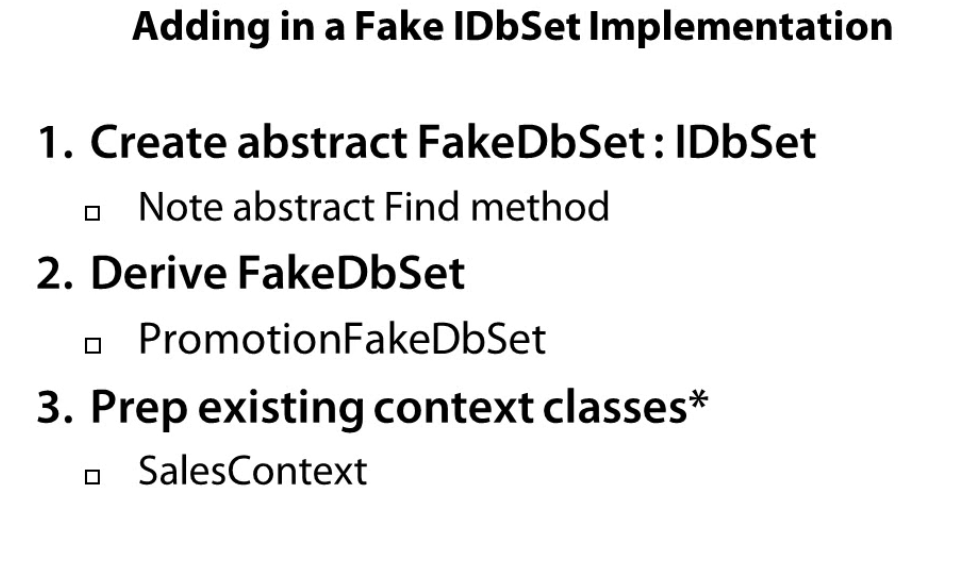 Adding in a Fake IDbSet Implementation
1. Create abstract FakeDbSet : IDbSet
Note abstract Find method
2. Derive FakeDbSet
PromotionFakeDbSet
3. Prep existing context classes*
SalesContext